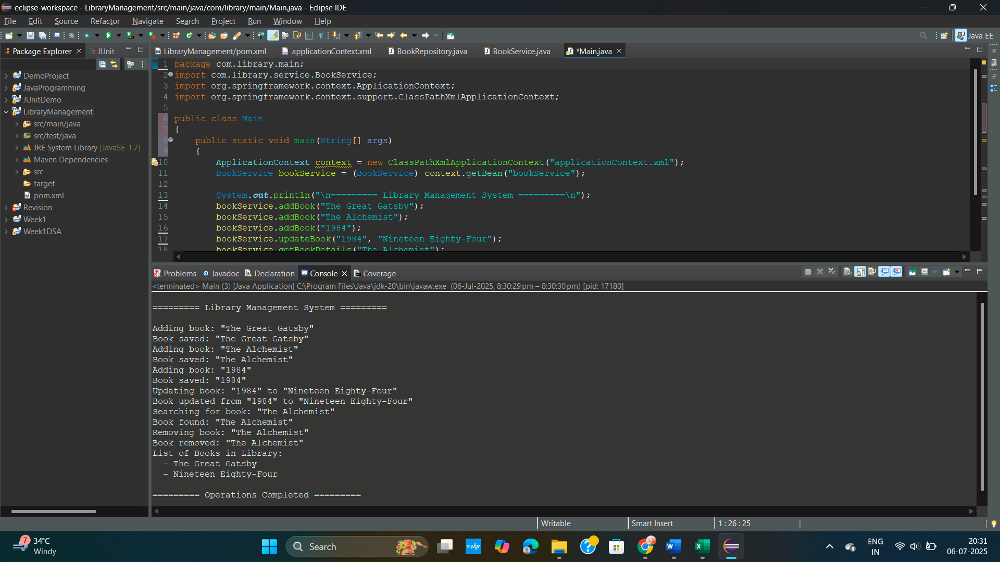 eclipse-workspace - LibraryManagement/src/main/java/com/library/main/Main.java - Eclipse IDE
File Edit Source Refactor Navigate Search Project Run Window Help
Java EE
Package Explorer JUnit
LibraryManagement/pom.xml applicationContext.xml BookRepository.java BookService.java *Main.java
DemoProject
JavaProgramming
JUnitDemo
LibraryManagement
src/main/java
src/test/java
JRE System Library [JavaSE-1.7]
Maven Dependencies
src
target
pom.xml
Revision
Week1
Week1DSA
1 package com.library.main;
2 import com.library.service.BookService;
3 import org.springframework.context.ApplicationContext;
4 import org.springframework.context.support.ClassPathXmlApplicationContext;
5
6 public class Main
7 {
8 public static void main(String[] args)
9 {
10 ApplicationContext context = new ClassPathXmlApplicationContext("applicationContext.xml");
11 BookService bookService = (BookService) context.getBean("bookService");
12
13 System.out.println("\n========= Library Management System =========\n");
14 bookService.addBook("The Great Gatsby");
15 bookService.addBook("The Alchemist");
16 bookService.addBook("1984");
17 bookService.updateBook("1984", "Nineteen Eighty-Four");
18 bookService.getBookDetails("The Alchemist");
Problems Javadoc Declaration Console Coverage
<terminated> Main (3) [Java Application] C:\Program Files\Java\jdk-20\bin\javaw.exe (06-Jul-2025, 8:30:29 pm – 8:30:30 pm) [pid: 17180]
========= Library Management System =========
Adding book: "The Great Gatsby"
Book saved: "The Great Gatsby"
Adding book: "The Alchemist"
Book saved: "The Alchemist"
Adding book: "1984"
Book saved: "1984"
Updating book: "1984" to "Nineteen Eighty-Four"
Book updated from "1984" to "Nineteen Eighty-Four"
Searching for book: "The Alchemist"
Book found: "The Alchemist"
Removing book: "The Alchemist"
Book removed: "The Alchemist"
List of Books in Library:
- The Great Gatsby
- Nineteen Eighty-Four
========= Operations Completed =========
Writable Smart Insert 1 : 26 : 25
7 34°C
Windy
Search
myhp
ENG
IN
20:31
06-07-2025